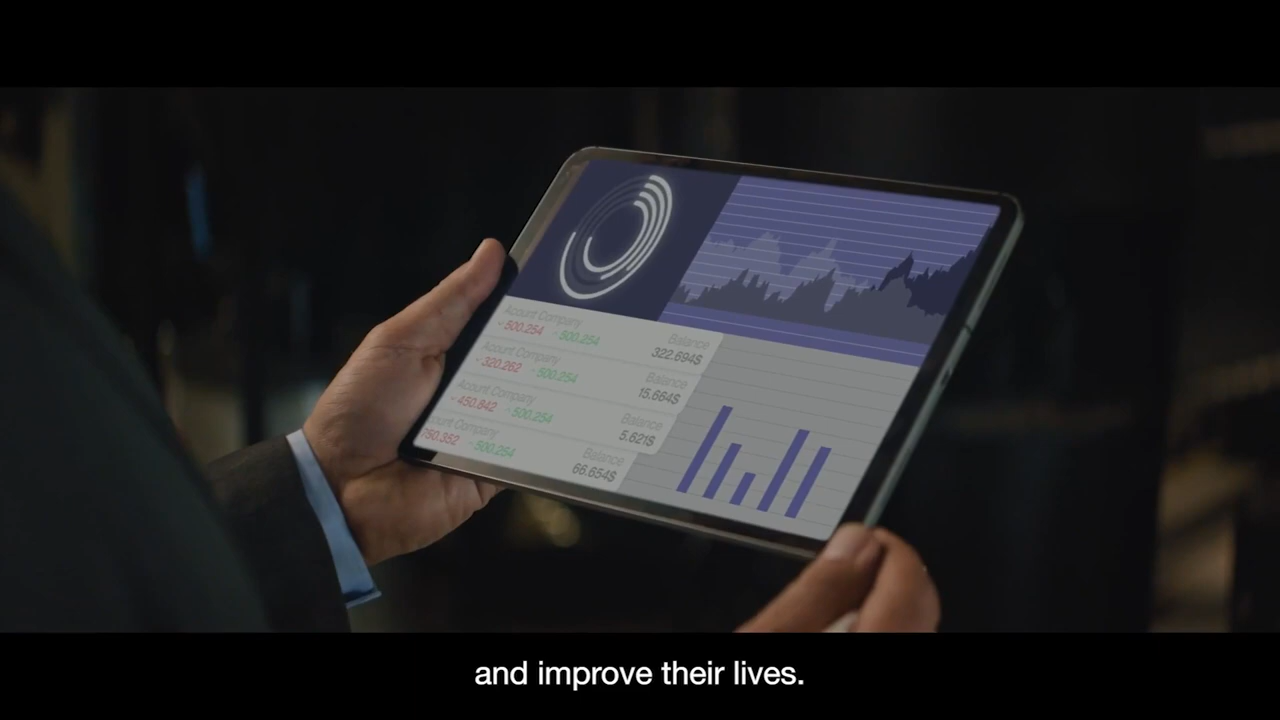 Acount Company
- 500.254 - 500.254
Balance
322.694$
Acount Company
- 320.262 - 500.254
Balance
15.664$
Acount Company
- 450.842 - 500.254
Balance
5.621$
ount Company
750.352 - 500.254
Balance
66.654$
and improve their lives.